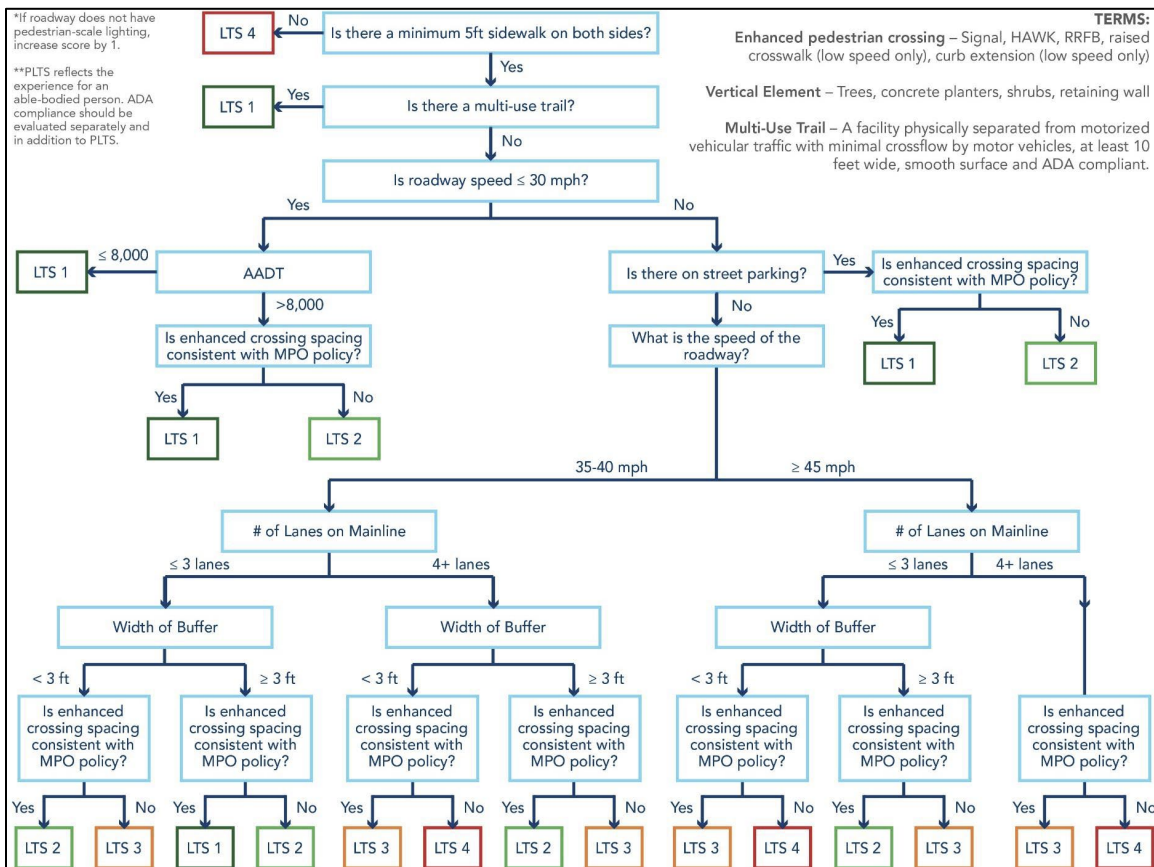 *If roadway does not have
pedestrian-scale lighting,
increase score by 1.
**PLTS reflects the
experience for an
able-bodied person. ADA
compliance should be
evaluated separately and
in addition to PLTS.
TERMS:
Enhanced pedestrian crossing – Signal, HAWK, RRFB, raised
crosswalk (low speed only), curb extension (low speed only)
Vertical Element – Trees, concrete planters, shrubs, retaining wall
Multi-Use Trail – A facility physically separated from motorized
vehicular traffic with minimal crossflow by motor vehicles, at least 10
feet wide, smooth surface and ADA compliant.
LTS 4
No
Is there a minimum 5ft sidewalk on both sides?
Yes
LTS 1
Yes
Is there a multi-use trail?
No
Is roadway speed ≤ 30 mph?
Yes
No
LTS 1
≤ 8,000
AADT
>8,000
Is enhanced crossing spacing
consistent with MPO policy?
Yes
No
LTS 1
LTS 2
Is there on street parking?
Yes
Is enhanced crossing spacing
consistent with MPO policy?
Yes
No
LTS 1
LTS 2
No
What is the speed of the
roadway?
35-40 mph
≥ 45 mph
# of Lanes on Mainline
# of Lanes on Mainline
≤ 3 lanes
4+ lanes
≤ 3 lanes
4+ lanes
Width of Buffer
Width of Buffer
Width of Buffer
< 3 ft
≥ 3 ft
< 3 ft
≥ 3 ft
< 3 ft
≥ 3 ft
Is enhanced
crossing spacing
consistent with
MPO policy?
Is enhanced
crossing spacing
consistent with
MPO policy?
Is enhanced
crossing spacing
consistent with
MPO policy?
Is enhanced
crossing spacing
consistent with
MPO policy?
Is enhanced
crossing spacing
consistent with
MPO policy?
Is enhanced
crossing spacing
consistent with
MPO policy?
Is enhanced
crossing spacing
consistent with
MPO policy?
Yes
No
Yes
No
Yes
No
Yes
No
Yes
No
Yes
No
Yes
No
LTS 2
LTS 3
LTS 1
LTS 2
LTS 3
LTS 4
LTS 2
LTS 3
LTS 3
LTS 4
LTS 2
LTS 3
LTS 3
LTS 4